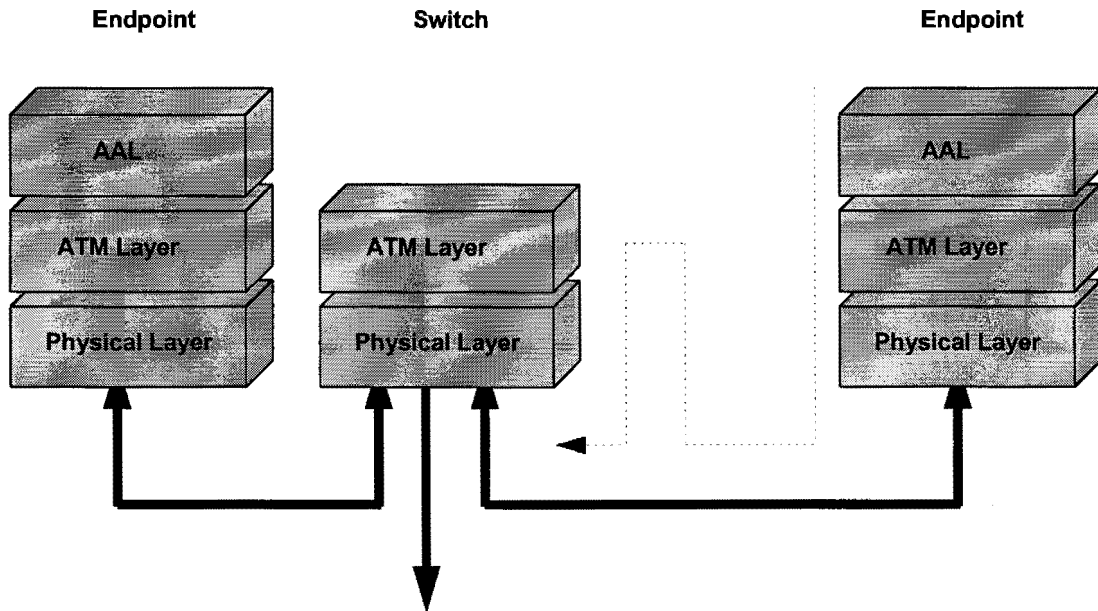 Endpoint
Switch
Endpoint
AAL
AAL
ATM Layer
ATM Layer
ATM Layer
Physical Layer
Physical Layer
Physical Layer